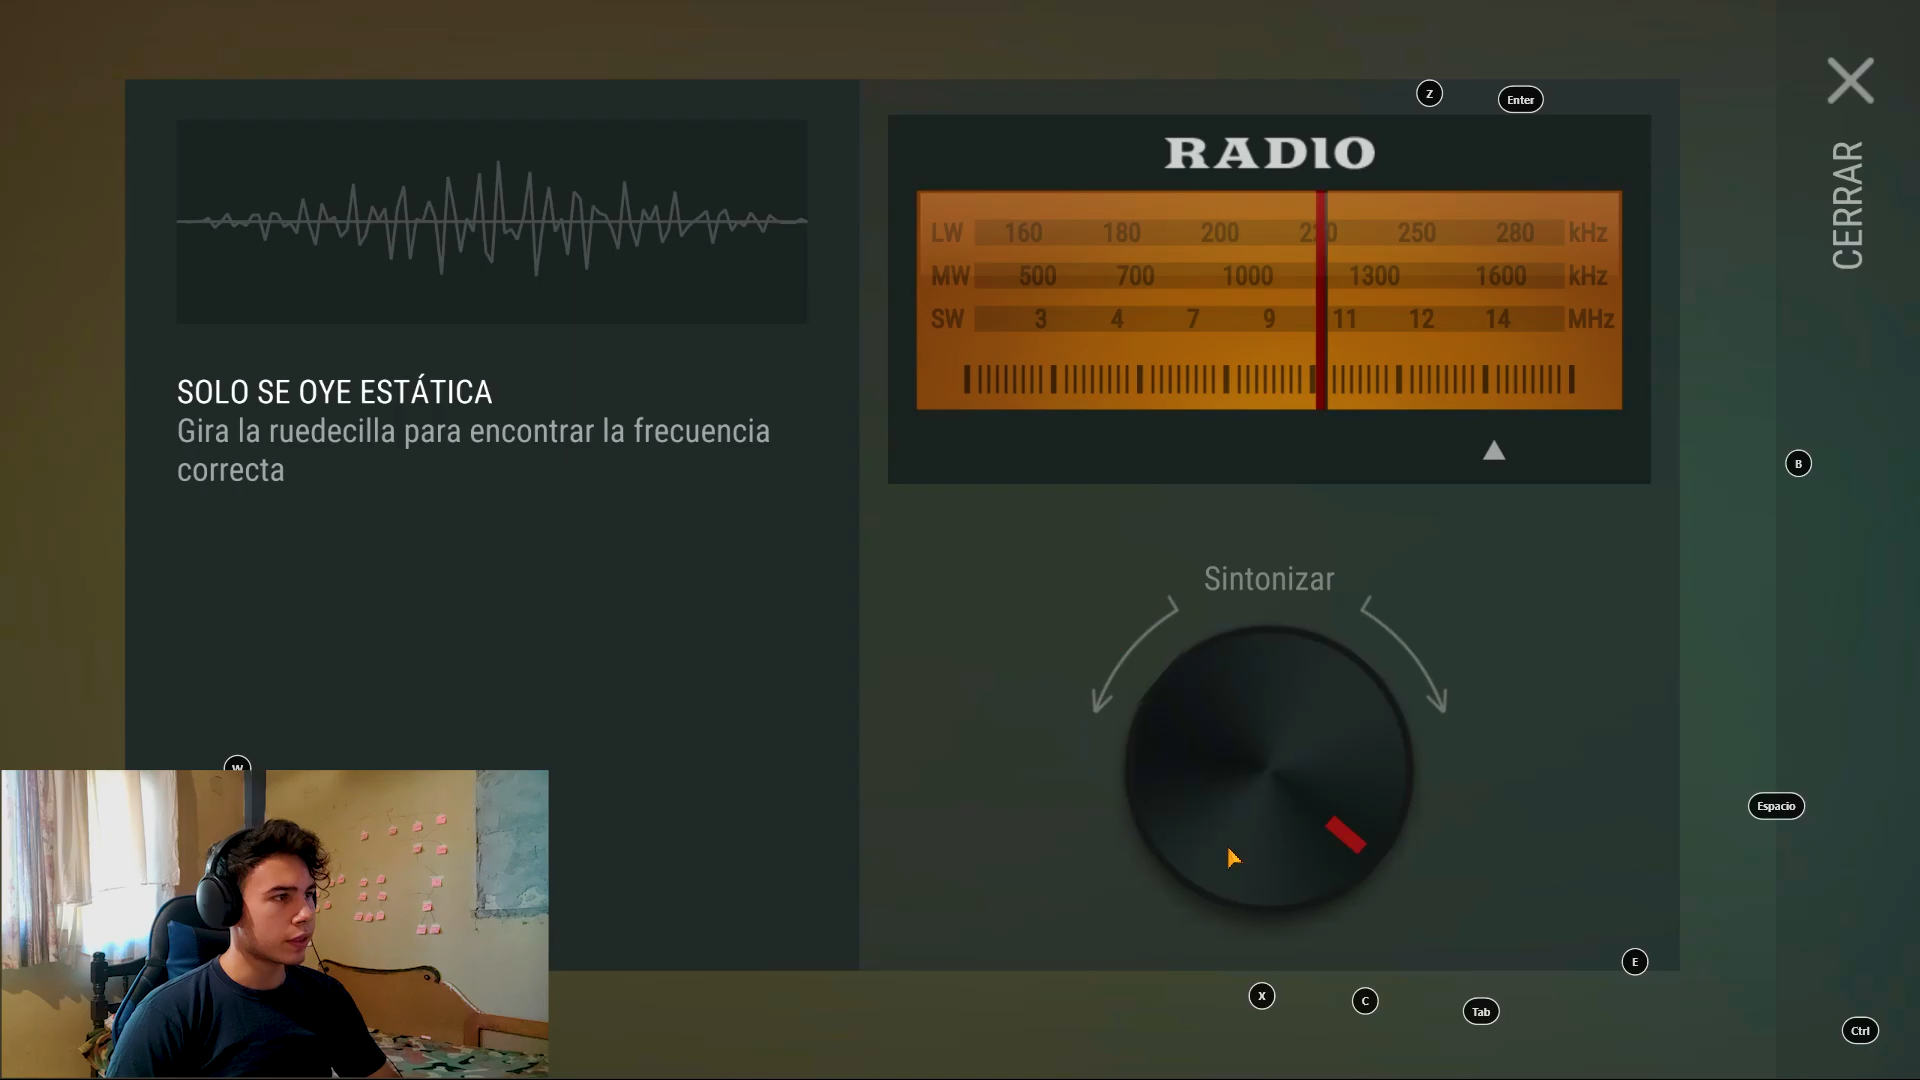 Z
Enter
RADIO
CERRAR
LW 160 180 200 220 250 280 kHz
MW 500 700 1000 1300 1600 kHz
SW 3 4 7 9 11 12 14 MHz
SOLO SE OYE ESTÁTICA
Gira la ruedecilla para encontrar la frecuencia
correcta
B
Sintonizar
W
Espacio
E
X
C
Tab
Ctrl